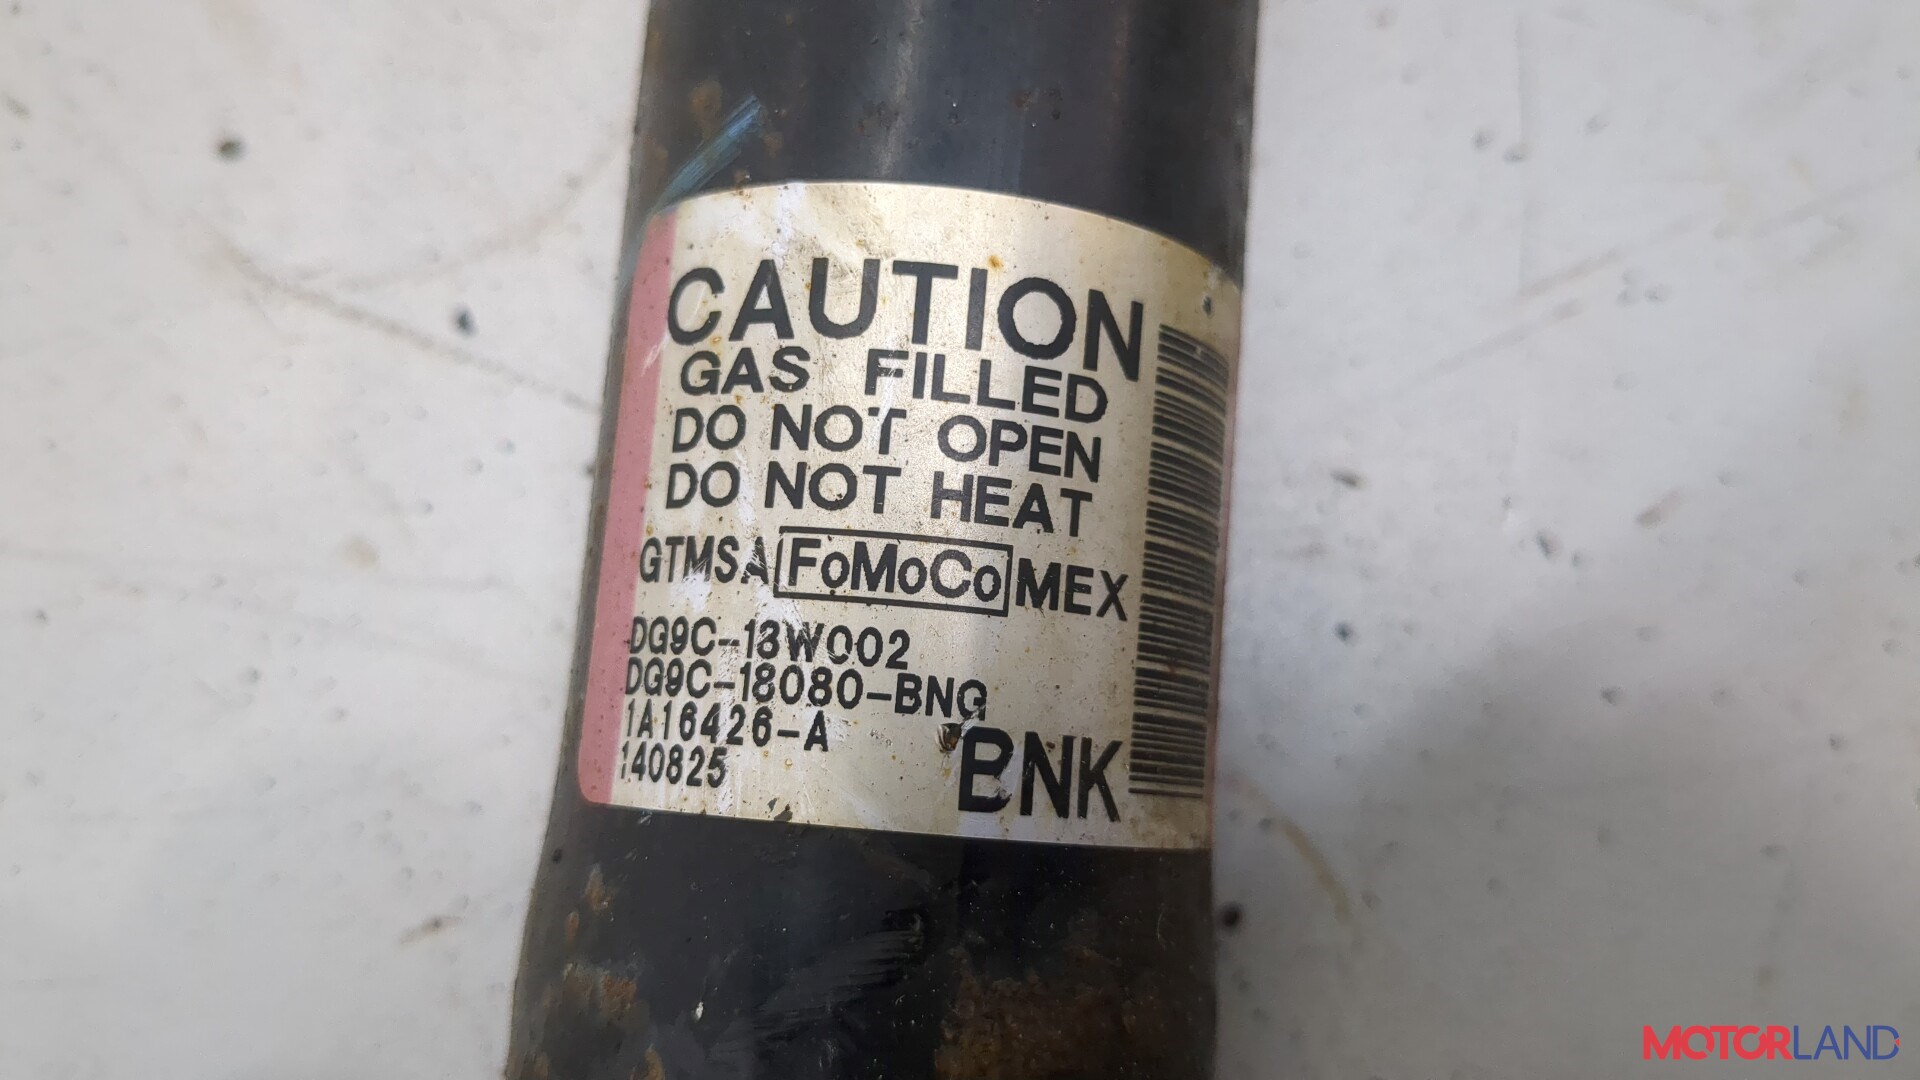 CAUTION
GAS FILLED
DO NOT OPEN
DO NOT HEAT
GTMSA FoMoCo MEX
DG9C-18W002
DG9C-18080-BNG
1A16426-A
140825
BNK
MOTORLAND